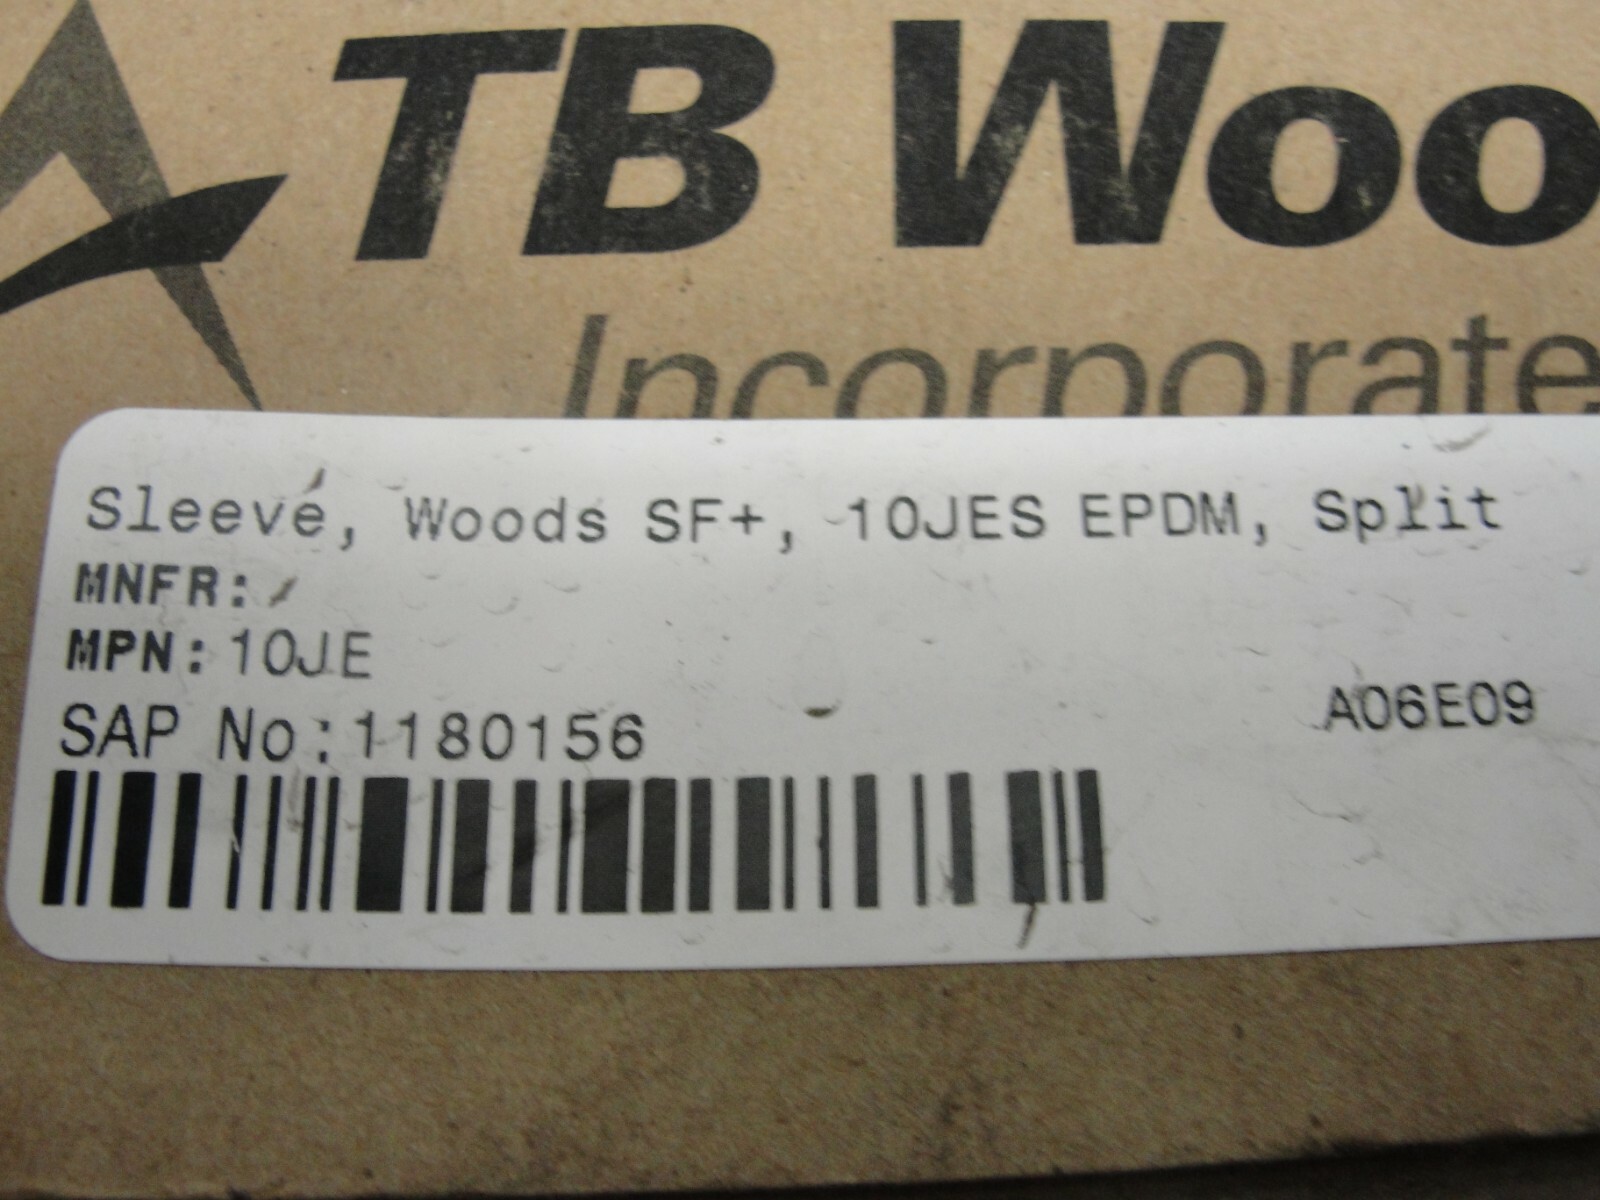 TB Woo
Incorporate
Sleeve, Woods SF+, 10JES EPDM, Split
MNFR:
MPN: 10JE
SAP No: 1180156
A06E09